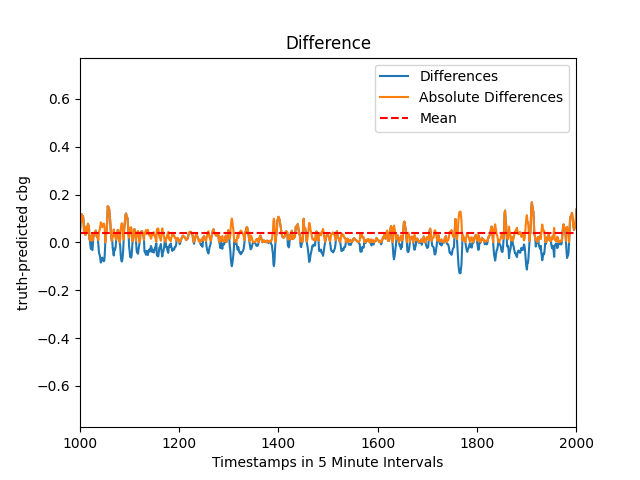 Difference
Differences
Absolute Differences
Mean
0.6
0.4
0.2
0.0
−0.2
−0.4
−0.6
truth-predicted cbg
1000
1200
1400
1600
1800
2000
Timestamps in 5 Minute Intervals